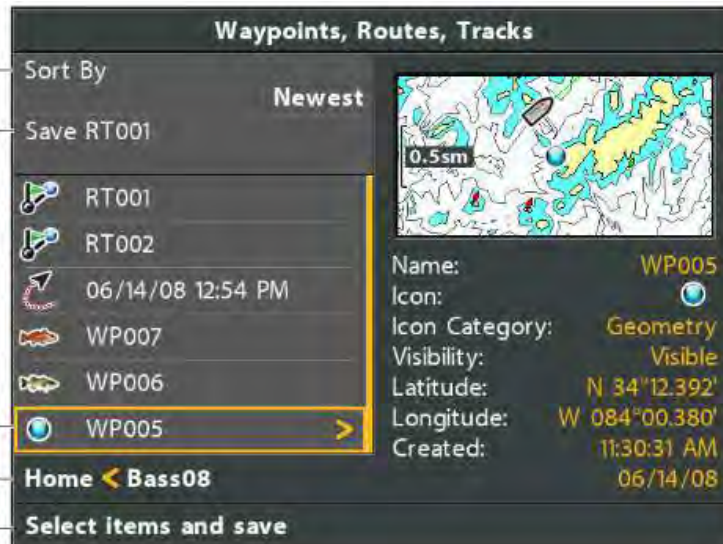 Waypoints, Routes, Tracks
Sort By
Newest
Save RT001
RT001
RT002
06/14/08 12:54 PM
WP007
WP006
WP005 >
Home < Bass08
Select items and save
0.5sm
Name: WP005
Icon:
Icon Category: Geometry
Visibility: Visible
Latitude: N 34°12.392'
Longitude: W 084°00.380'
Created: 11:30:31 AM
06/14/08